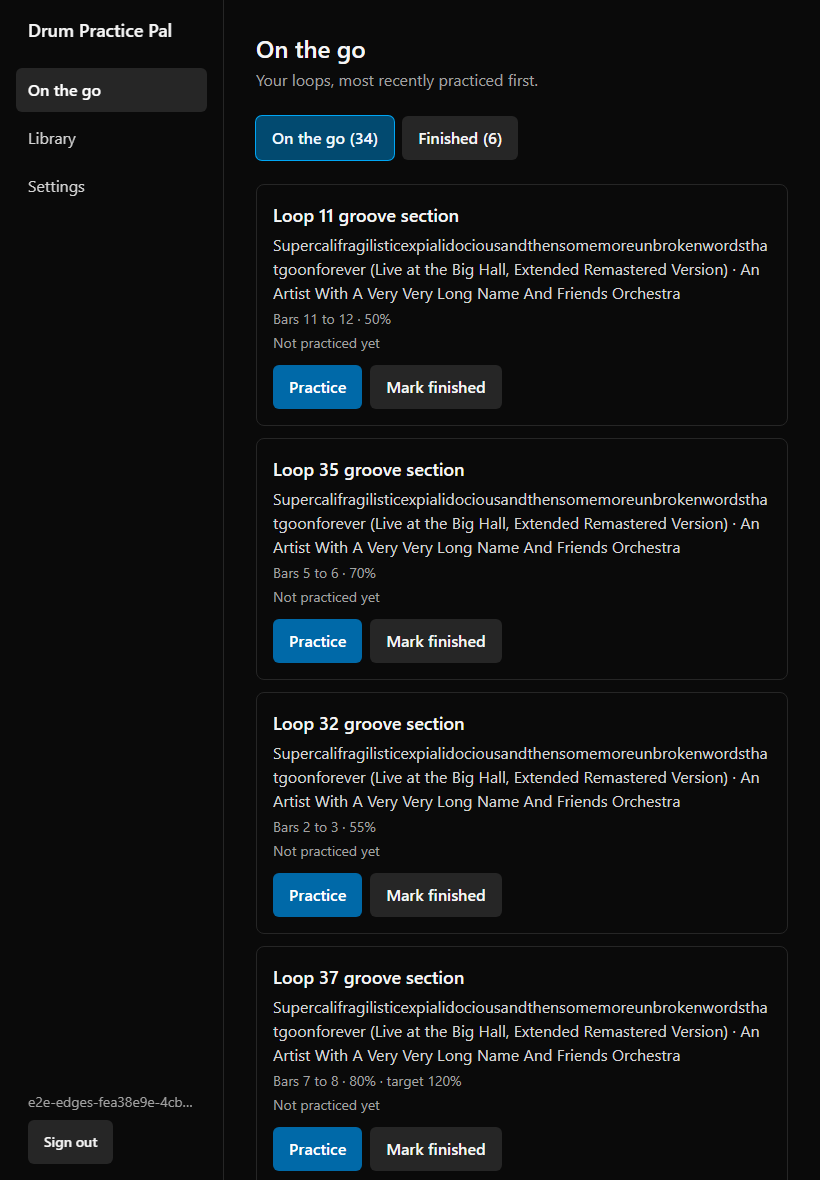 Drum Practice Pal
On the go
Library
Settings
e2e-edges-fea38e9e-4cb...
Sign out
On the go
Your loops, most recently practiced first.
On the go (34)
Finished (6)
Loop 11 groove section
Supercalifragilisticexpialidociousandthensomemoreunbrokenwordstha
tgoonforever (Live at the Big Hall, Extended Remastered Version) · An
Artist With A Very Very Long Name And Friends Orchestra
Bars 11 to 12 · 50%
Not practiced yet
Practice
Mark finished
Loop 35 groove section
Supercalifragilisticexpialidociousandthensomemoreunbrokenwordstha
tgoonforever (Live at the Big Hall, Extended Remastered Version) · An
Artist With A Very Very Long Name And Friends Orchestra
Bars 5 to 6 · 70%
Not practiced yet
Practice
Mark finished
Loop 32 groove section
Supercalifragilisticexpialidociousandthensomemoreunbrokenwordstha
tgoonforever (Live at the Big Hall, Extended Remastered Version) · An
Artist With A Very Very Long Name And Friends Orchestra
Bars 2 to 3 · 55%
Not practiced yet
Practice
Mark finished
Loop 37 groove section
Supercalifragilisticexpialidociousandthensomemoreunbrokenwordstha
tgoonforever (Live at the Big Hall, Extended Remastered Version) · An
Artist With A Very Very Long Name And Friends Orchestra
Bars 7 to 8 · 80% · target 120%
Not practiced yet
Practice
Mark finished